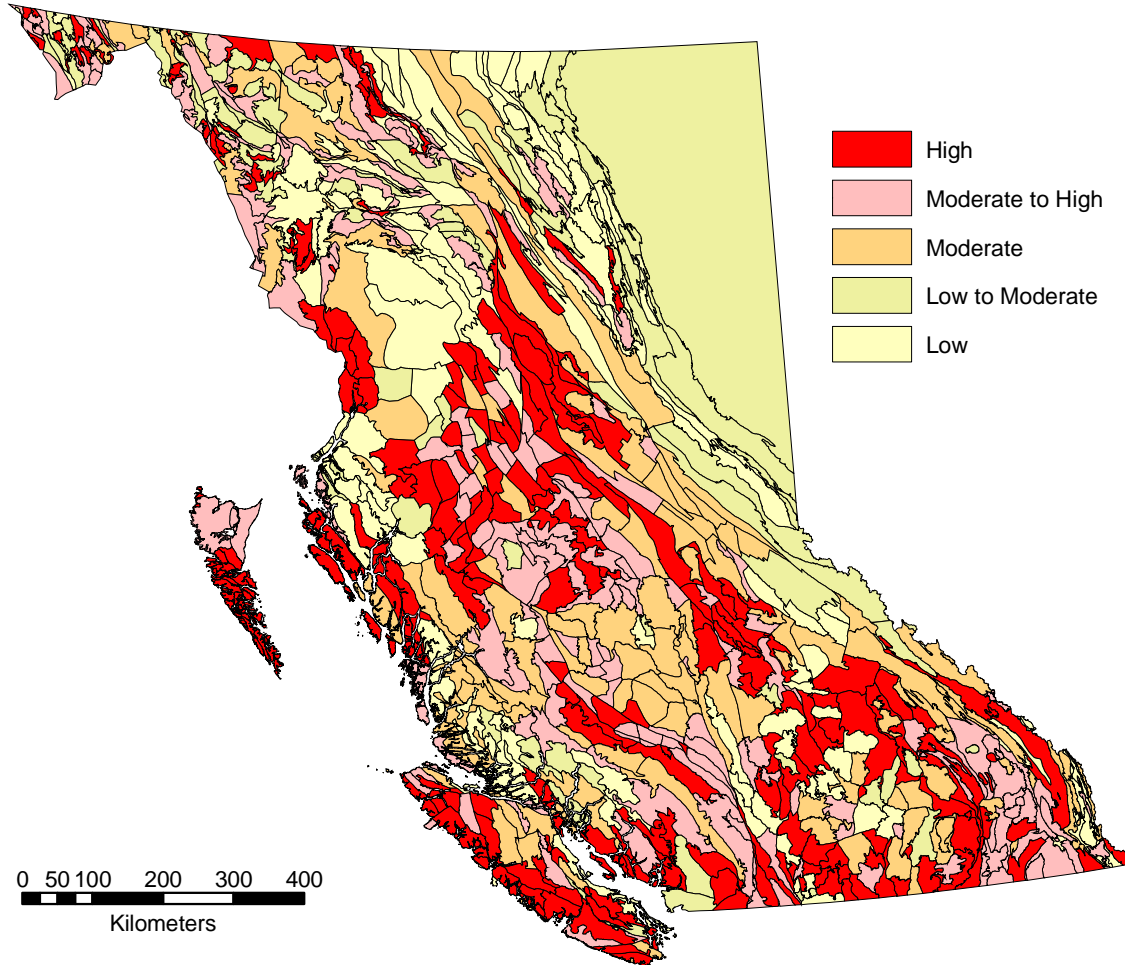 High
Moderate to High
Moderate
Low to Moderate
Low
0 50 100 200 300 400
Kilometers